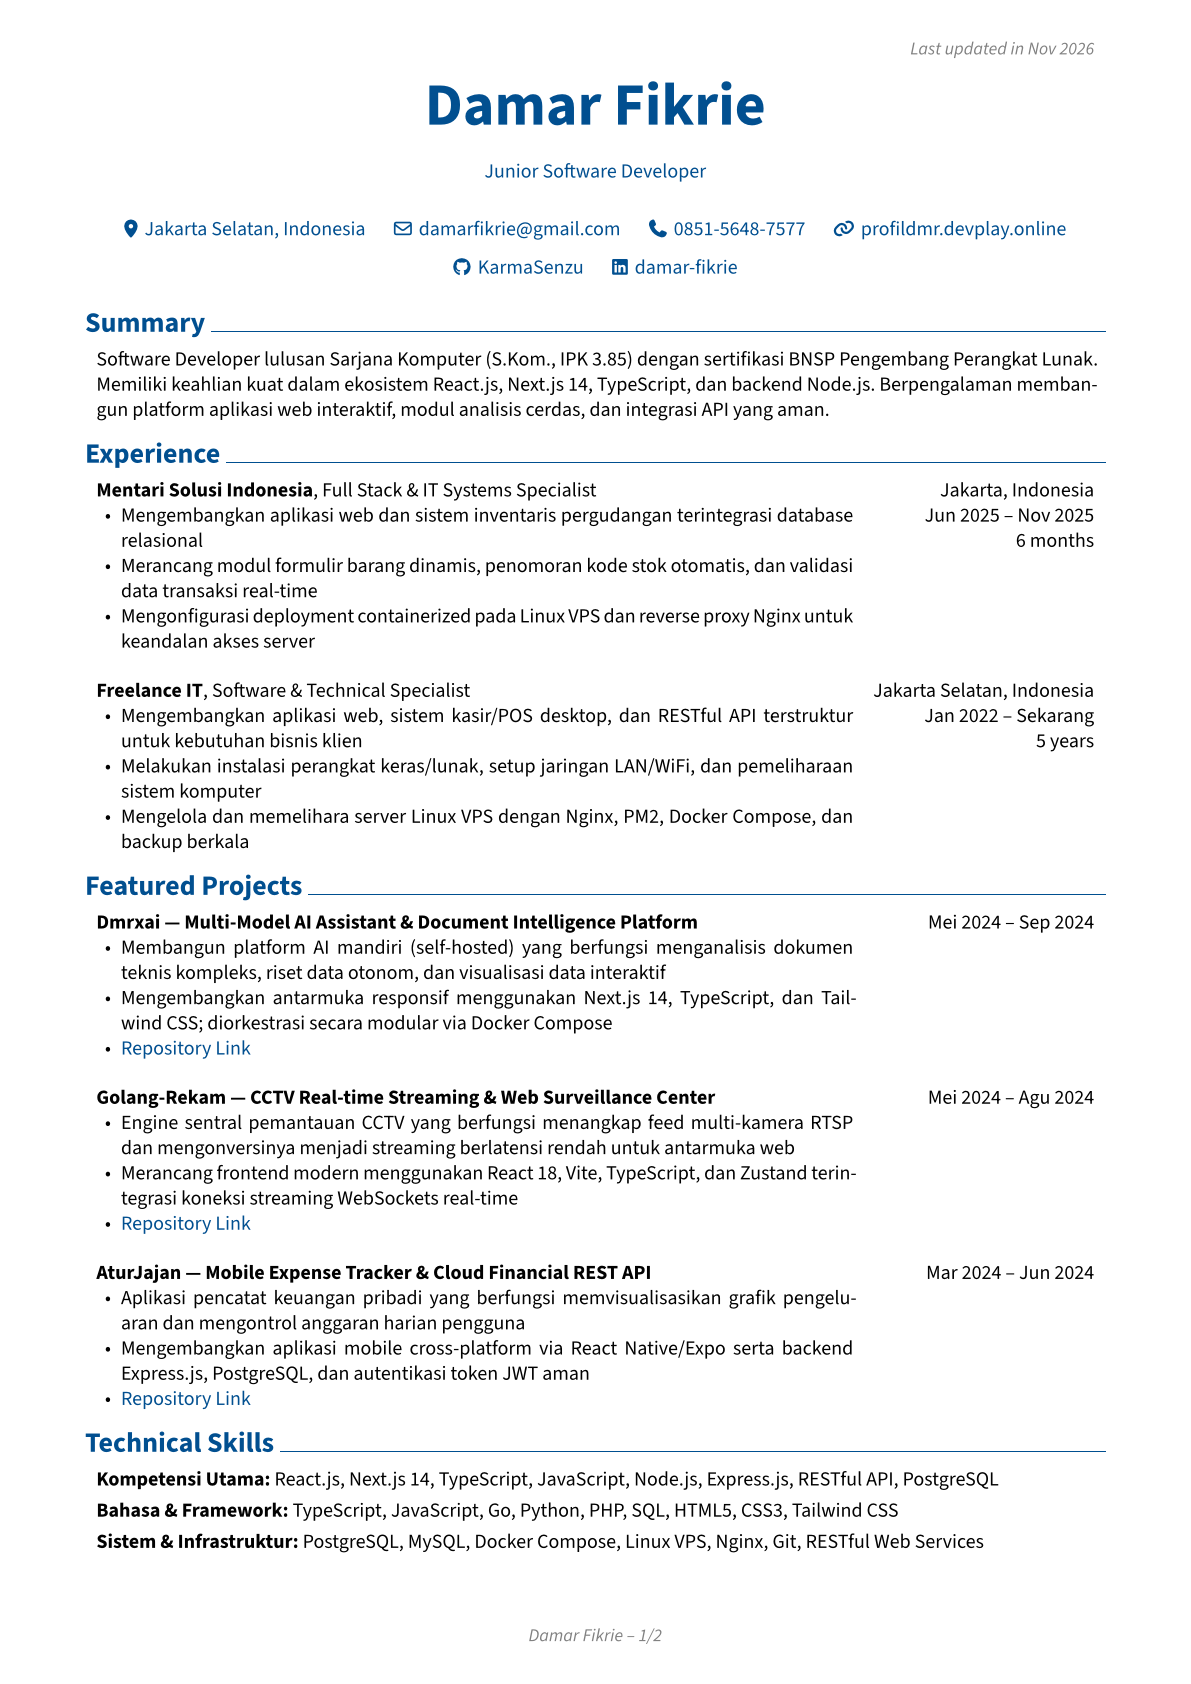 Last updated in Nov 2026
Damar Fikrie
Junior Software Developer
Jakarta Selatan, Indonesia damarfikrie@gmail.com 0851-5648-7577 profildmr.devplay.online
KarmaSenzu damar-fikrie
Summary
Software Developer lulusan Sarjana Komputer (S.Kom., IPK 3.85) dengan sertifikasi BNSP Pengembang Perangkat Lunak.
Memiliki keahlian kuat dalam ekosistem React.js, Next.js 14, TypeScript, dan backend Node.js. Berpengalaman memban-
gun platform aplikasi web interaktif, modul analisis cerdas, dan integrasi API yang aman.
Experience
Mentari Solusi Indonesia, Full Stack & IT Systems Specialist Jakarta, Indonesia
• Mengembangkan aplikasi web dan sistem inventaris pergudangan terintegrasi database Jun 2025 – Nov 2025
relasional 6 months
• Merancang modul formulir barang dinamis, penomoran kode stok otomatis, dan validasi
data transaksi real-time
• Mengonfigurasi deployment containerized pada Linux VPS dan reverse proxy Nginx untuk
keandalan akses server
Freelance IT, Software & Technical Specialist Jakarta Selatan, Indonesia
• Mengembangkan aplikasi web, sistem kasir/POS desktop, dan RESTful API terstruktur Jan 2022 – Sekarang
untuk kebutuhan bisnis klien 5 years
• Melakukan instalasi perangkat keras/lunak, setup jaringan LAN/WiFi, dan pemeliharaan
sistem komputer
• Mengelola dan memelihara server Linux VPS dengan Nginx, PM2, Docker Compose, dan
backup berkala
Featured Projects
Dmrxai — Multi-Model AI Assistant & Document Intelligence Platform Mei 2024 – Sep 2024
• Membangun platform AI mandiri (self-hosted) yang berfungsi menganalisis dokumen
teknis kompleks, riset data otonom, dan visualisasi data interaktif
• Mengembangkan antarmuka responsif menggunakan Next.js 14, TypeScript, dan Tail-
wind CSS; diorkestrasi secara modular via Docker Compose
• Repository Link
Golang-Rekam — CCTV Real-time Streaming & Web Surveillance Center Mei 2024 – Agu 2024
• Engine sentral pemantauan CCTV yang berfungsi menangkap feed multi-kamera RTSP
dan mengonversinya menjadi streaming berlatensi rendah untuk antarmuka web
• Merancang frontend modern menggunakan React 18, Vite, TypeScript, dan Zustand terin-
tegrasi koneksi streaming WebSockets real-time
• Repository Link
AturJajan — Mobile Expense Tracker & Cloud Financial REST API Mar 2024 – Jun 2024
• Aplikasi pencatat keuangan pribadi yang berfungsi memvisualisasikan grafik pengelu-
aran dan mengontrol anggaran harian pengguna
• Mengembangkan aplikasi mobile cross-platform via React Native/Expo serta backend
Express.js, PostgreSQL, dan autentikasi token JWT aman
• Repository Link
Technical Skills
Kompetensi Utama: React.js, Next.js 14, TypeScript, JavaScript, Node.js, Express.js, RESTful API, PostgreSQL
Bahasa & Framework: TypeScript, JavaScript, Go, Python, PHP, SQL, HTML5, CSS3, Tailwind CSS
Sistem & Infrastruktur: PostgreSQL, MySQL, Docker Compose, Linux VPS, Nginx, Git, RESTful Web Services
Damar Fikrie – 1/2